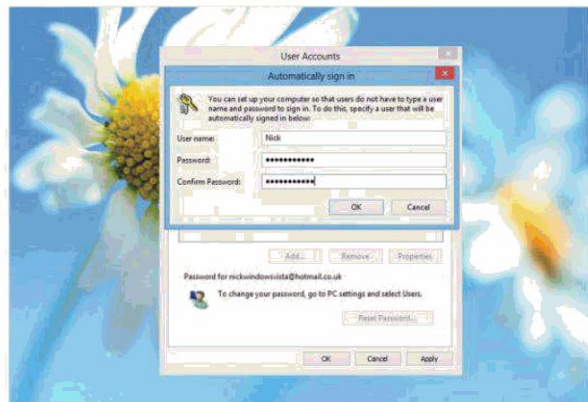 User Accounts
Automatically sign in
You can set up your computer so that users do not have to type a user
name and password to sign in. To do this, specify a user that will be
automatically signed in below:
User name:
Nick
Password:
●●●●●●●●●●●
Confirm Password:
●●●●●●●●●●●
OK
Cancel
Add...
Remove
Properties
Password for nickwindowsvista@hotmail.co.uk
To change your password, go to PC settings and select Users.
Reset Password...
OK
Cancel
Apply